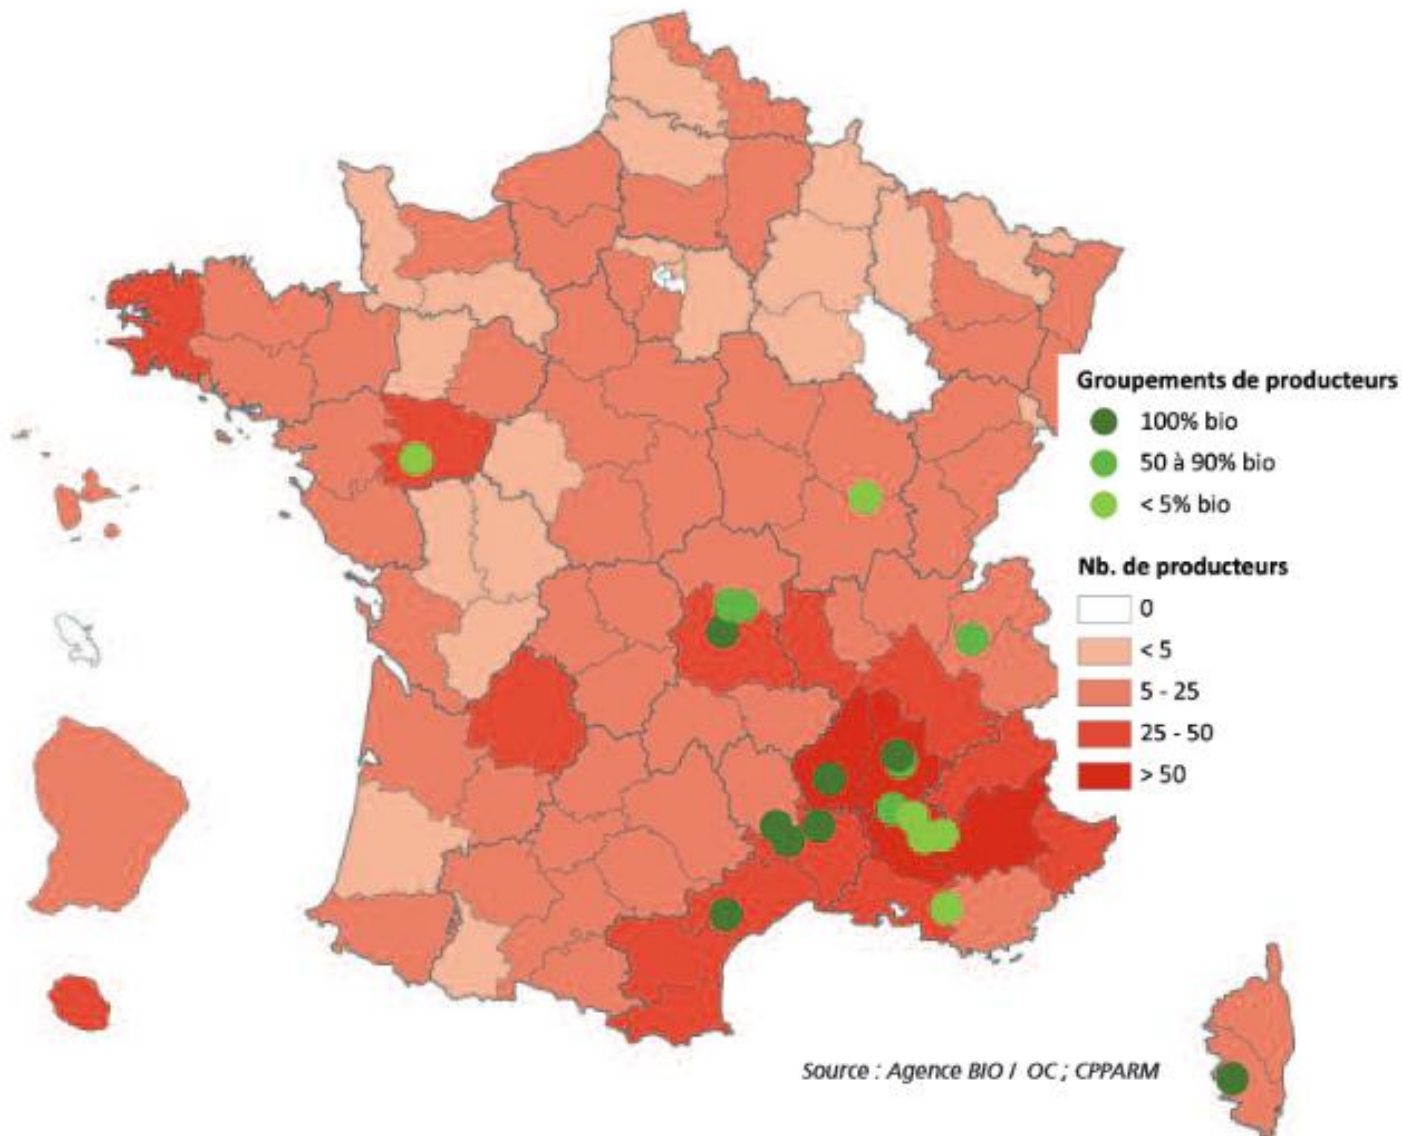 Groupements de producteurs
100% bio
50 à 90% bio
< 5% bio
Nb. de producteurs
0
< 5
5 - 25
25 - 50
> 50
Source : Agence BIO / OC ; CPPARM